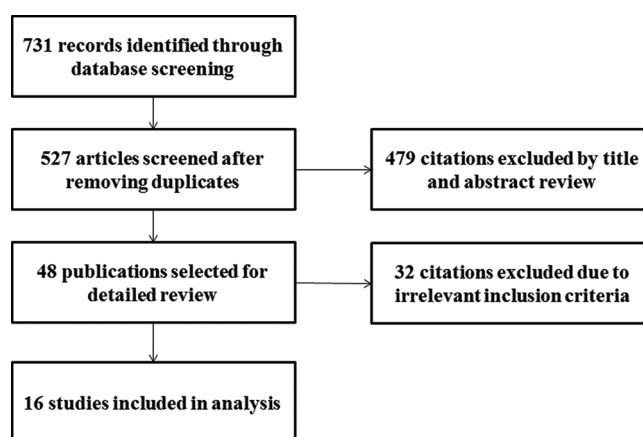 731 records identified through
database screening
527 articles screened after
removing duplicates
479 citations excluded by title
and abstract review
48 publications selected for
detailed review
32 citations excluded due to
irrelevant inclusion criteria
16 studies included in analysis